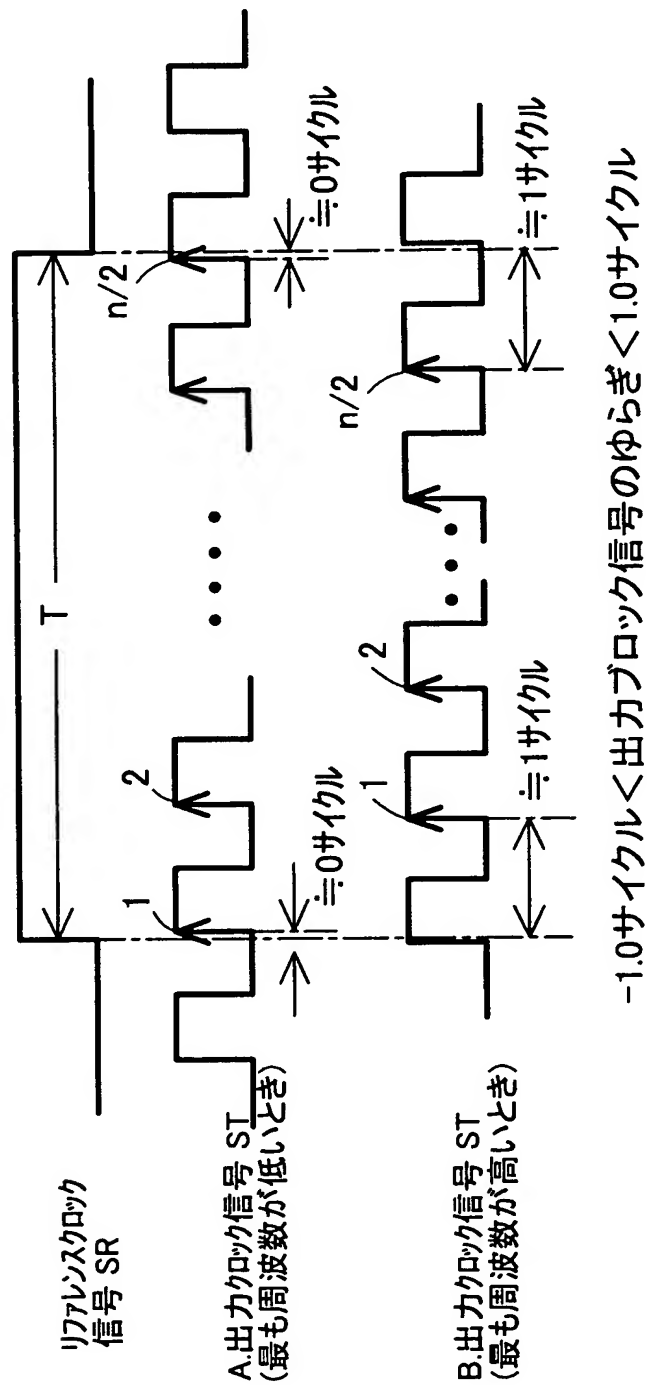 リファレンスクロック
信号 SR
T
A.出力クロック信号 ST
(最も周波数が低いとき)
1
2
n/2
≒0サイクル
≒0サイクル
B.出力クロック信号 ST
(最も周波数が高いとき)
1
2
n/2
≒1サイクル
≒1サイクル
-1.0サイクル<出力ブロック信号のゆらぎ<1.0サイクル